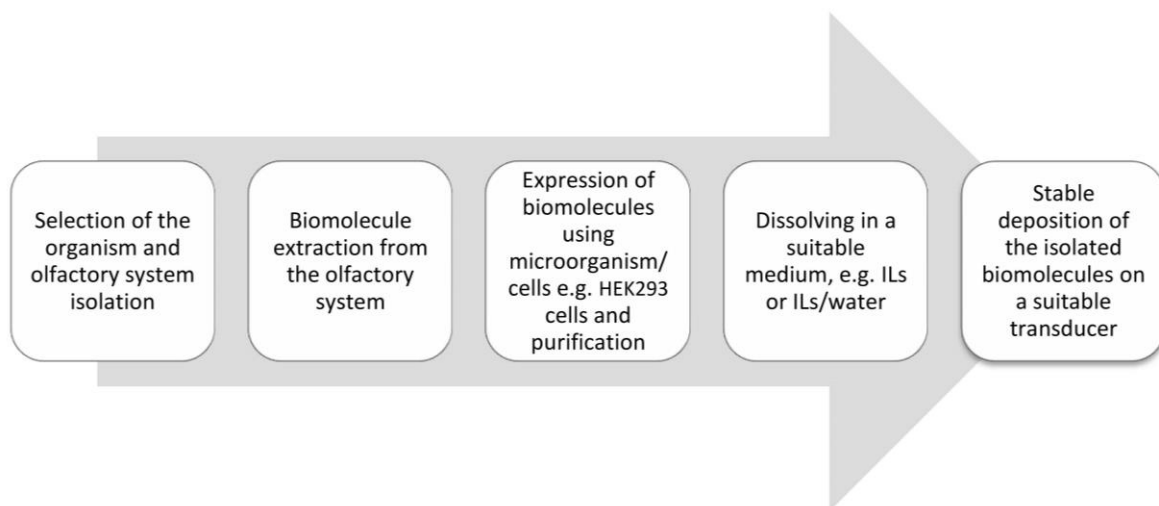 Selection of the
organism and
olfactory system
isolation
Biomolecule
extraction from
the olfactory
system
Expression of
biomolecules
using
microorganism/
cells e.g. HEK293
cells and
purification
Dissolving in a
suitable
medium, e.g. ILs
or ILs/water
Stable
deposition of
the isolated
biomolecules on
a suitable
transducer